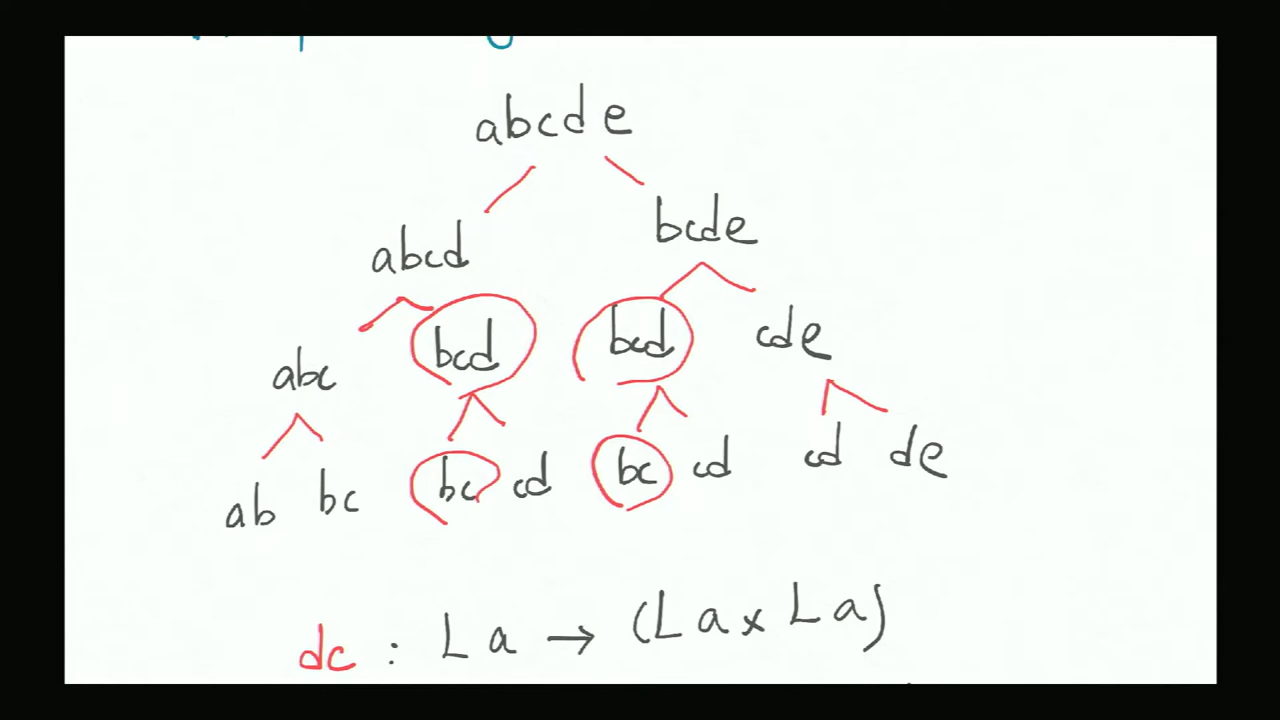 abcde
abcd bcde
abc bcd bcd cde
ab bc bc cd bc cd cd de
dc : L a → (L a × L a)